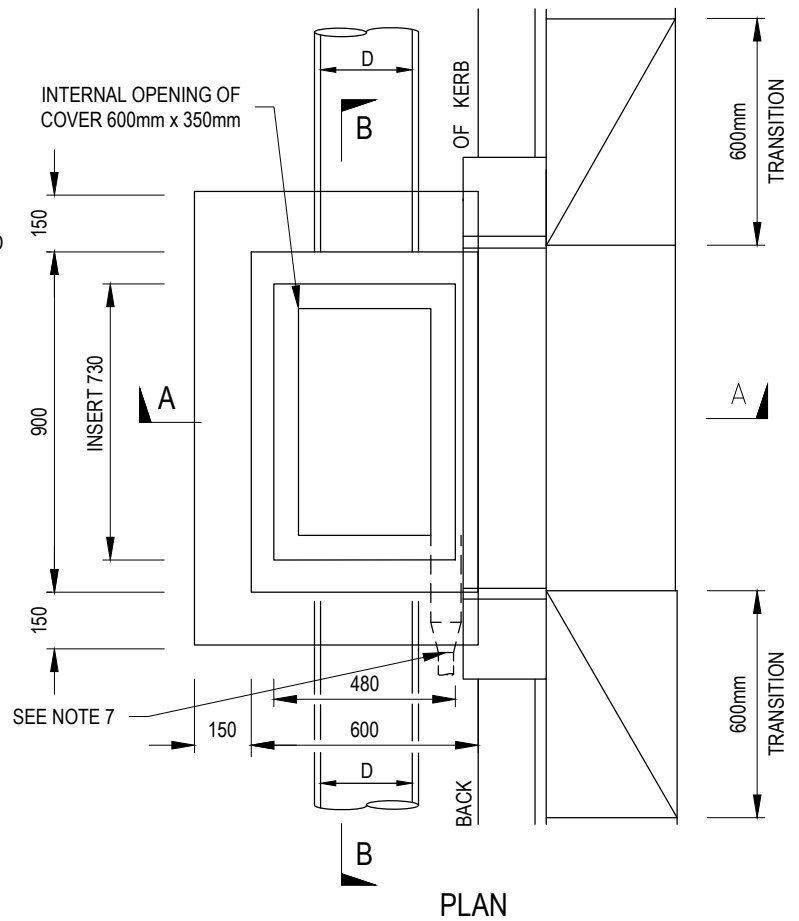 D
B
INTERNAL OPENING OF
COVER 600mm x 350mm
OF KERB
600mm
TRANSITION
150
900
INSERT 730
A
A
150
SEE NOTE 7
480
150
600
D
BACK
600mm
TRANSITION
B
PLAN